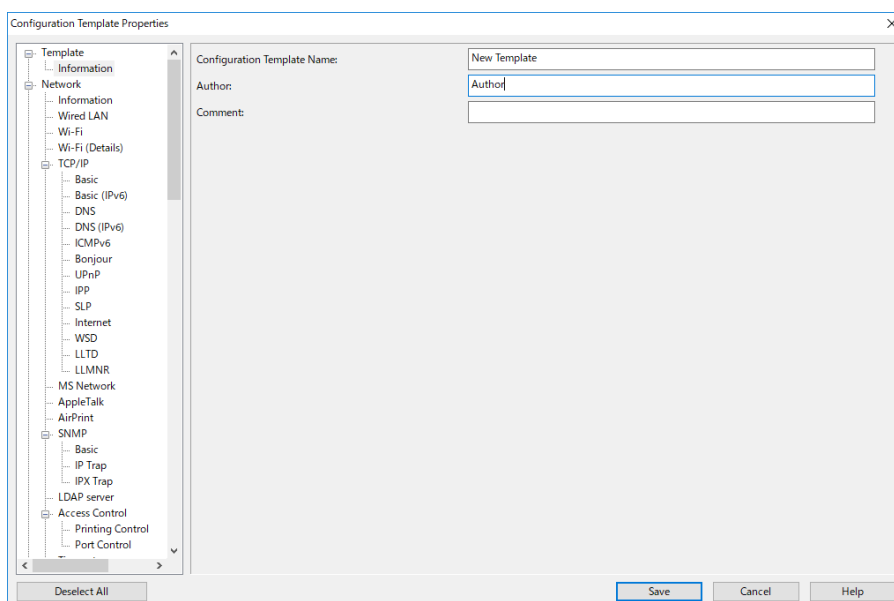 Configuration Template Properties
Template
Information
Network
Information
Wired LAN
Wi-Fi
Wi-Fi (Details)
TCP/IP
Basic
Basic (IPv6)
DNS
DNS (IPv6)
ICMPv6
Bonjour
UPnP
IPP
SLP
Internet
WSD
LLTD
LLMNR
MS Network
AppleTalk
AirPrint
SNMP
Basic
IP Trap
IPX Trap
LDAP server
Access Control
Printing Control
Port Control
Configuration Template Name: New Template
Author: Author
Comment:
Deselect All Save Cancel Help